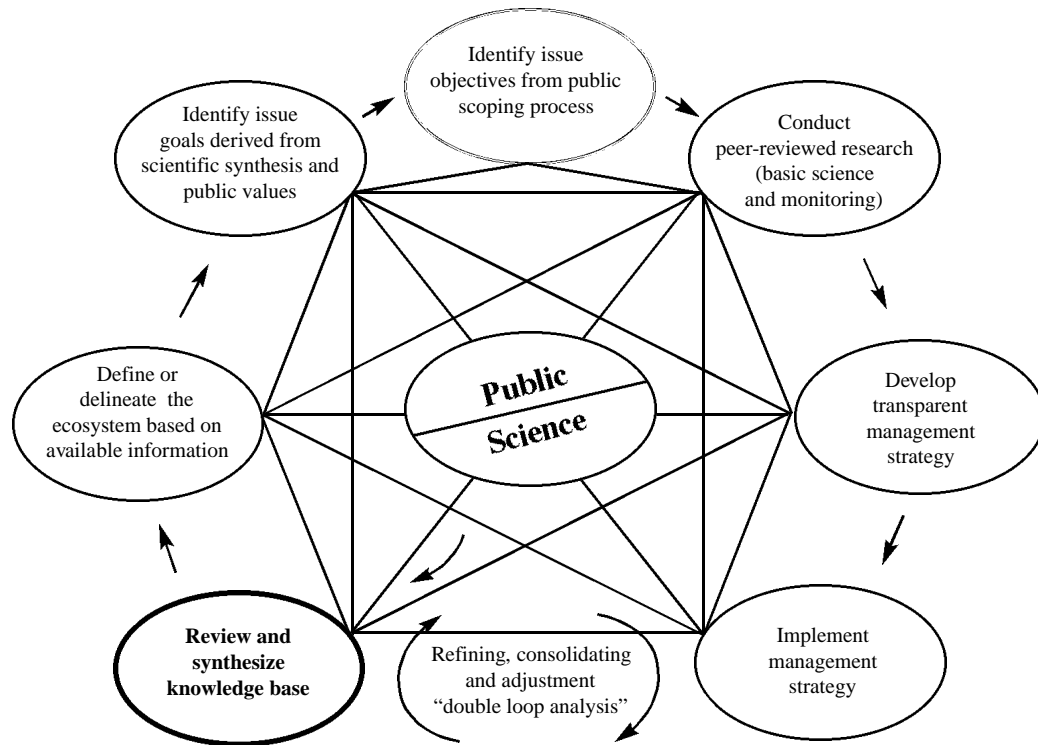 Identify issue
objectives from public
scoping process
Identify issue
goals derived from
scientific synthesis and
public values
Conduct
peer-reviewed research
(basic science
and monitoring)
Public
Science
Define or
delineate the
ecosystem based on
available information
Develop
transparent
management
strategy
Review and
synthesize
knowledge base
Refining, consolidating
and adjustment
“double loop analysis”
Implement
management
strategy